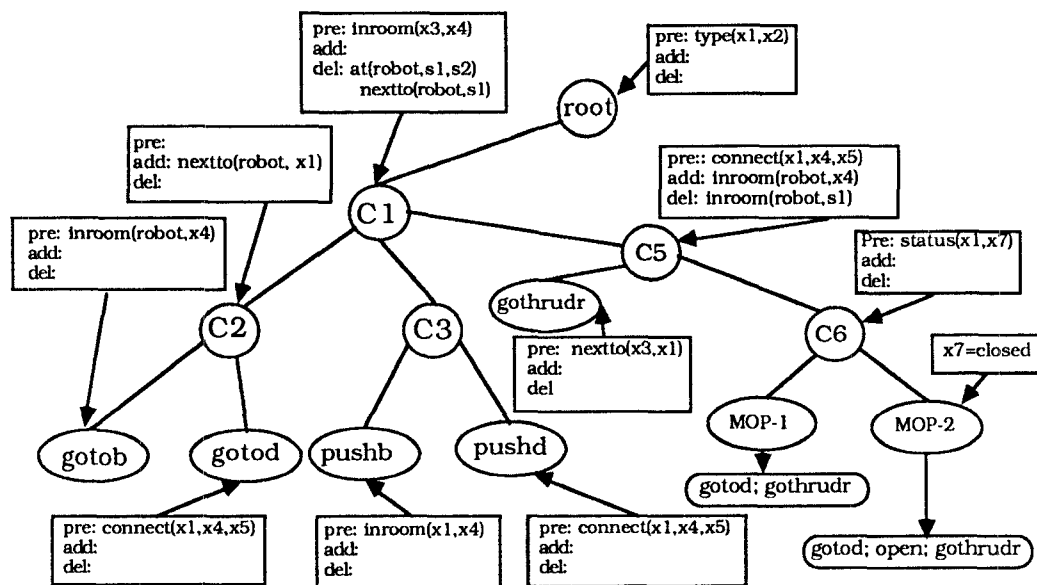 pre: inroom(x3,x4)
add:
del: at(robot,s1,s2)
nextto(robot,s1)
pre: type(x1,x2)
add:
del:
root
pre:
add: nextto(robot, x1)
del:
pre:: connect(x1,x4,x5)
add: inroom(robot,x4)
del: inroom(robot,s1)
C1
pre: inroom(robot,x4)
add:
del:
C5
Pre: status(x1,x7)
add:
del:
gothrudr
C2
C3
C6
pre: nextto(x3,x1)
add:
del
x7=closed
MOP-1
MOP-2
gotob
gotod
pushb
pushd
gotod; gothrudr
pre: connect(x1,x4,x5)
add:
del:
pre: inroom(x1,x4)
add:
del:
pre: connect(x1,x4,x5)
add:
del:
gotod; open; gothrudr